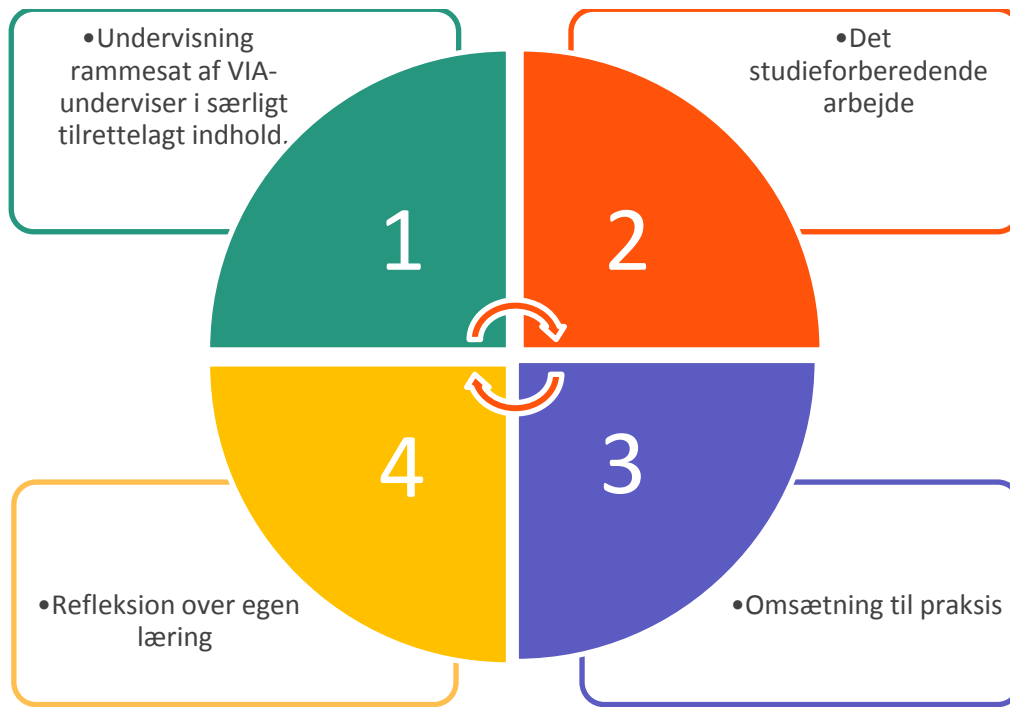 •Undervisning
rammesat af VIA-
underviser i særligt
tilrettelagt indhold.
•Det
studieforberedende
arbejde
1
2
4
3
•Refleksion over egen
læring
•Omsætning til praksis